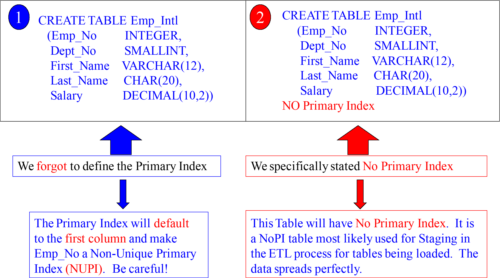 1
CREATE TABLE Emp_Intl
(Emp_No INTEGER,
Dept_No SMALLINT,
First_Name VARCHAR(12),
Last_Name CHAR(20),
Salary DECIMAL(10,2))
We forgot to define the Primary Index
The Primary Index will default
to the first column and make
Emp_No a Non-Unique Primary
Index (NUPI). Be careful!
2
CREATE TABLE Emp_Intl
(Emp_No INTEGER,
Dept_No SMALLINT,
First_Name VARCHAR(12),
Last_Name CHAR(20),
Salary DECIMAL(10,2))
NO Primary Index
We specifically stated No Primary Index
This Table will have No Primary Index. It is
a NoPI table most likely used for Staging in
the ETL process for tables being loaded. The
data spreads perfectly.